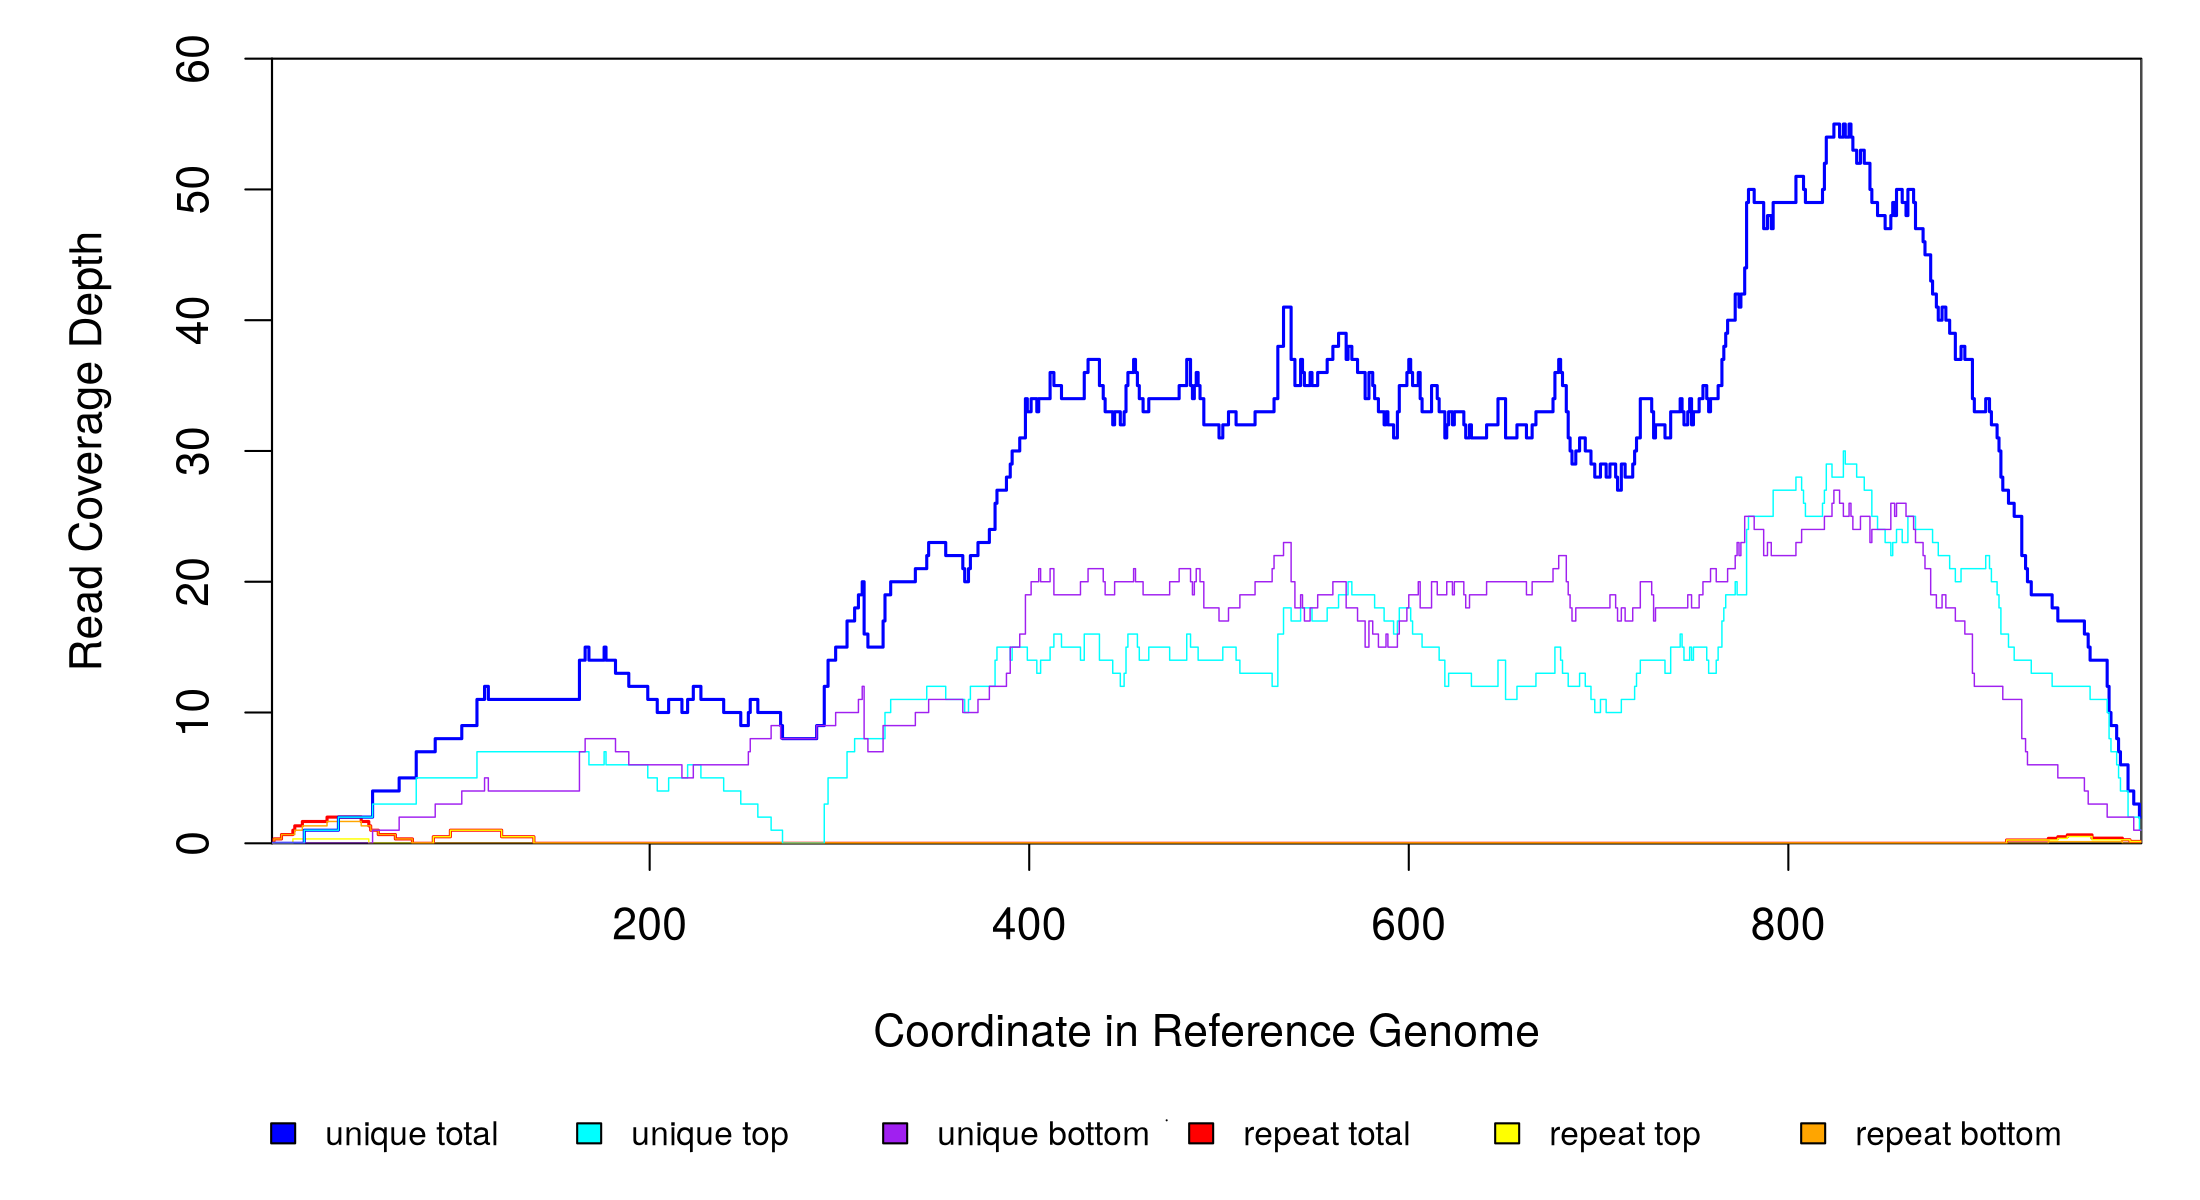 60
50
40
30
20
10
0
Read Coverage Depth
200 400 600 800
Coordinate in Reference Genome
unique total unique top unique bottom repeat total repeat top repeat bottom